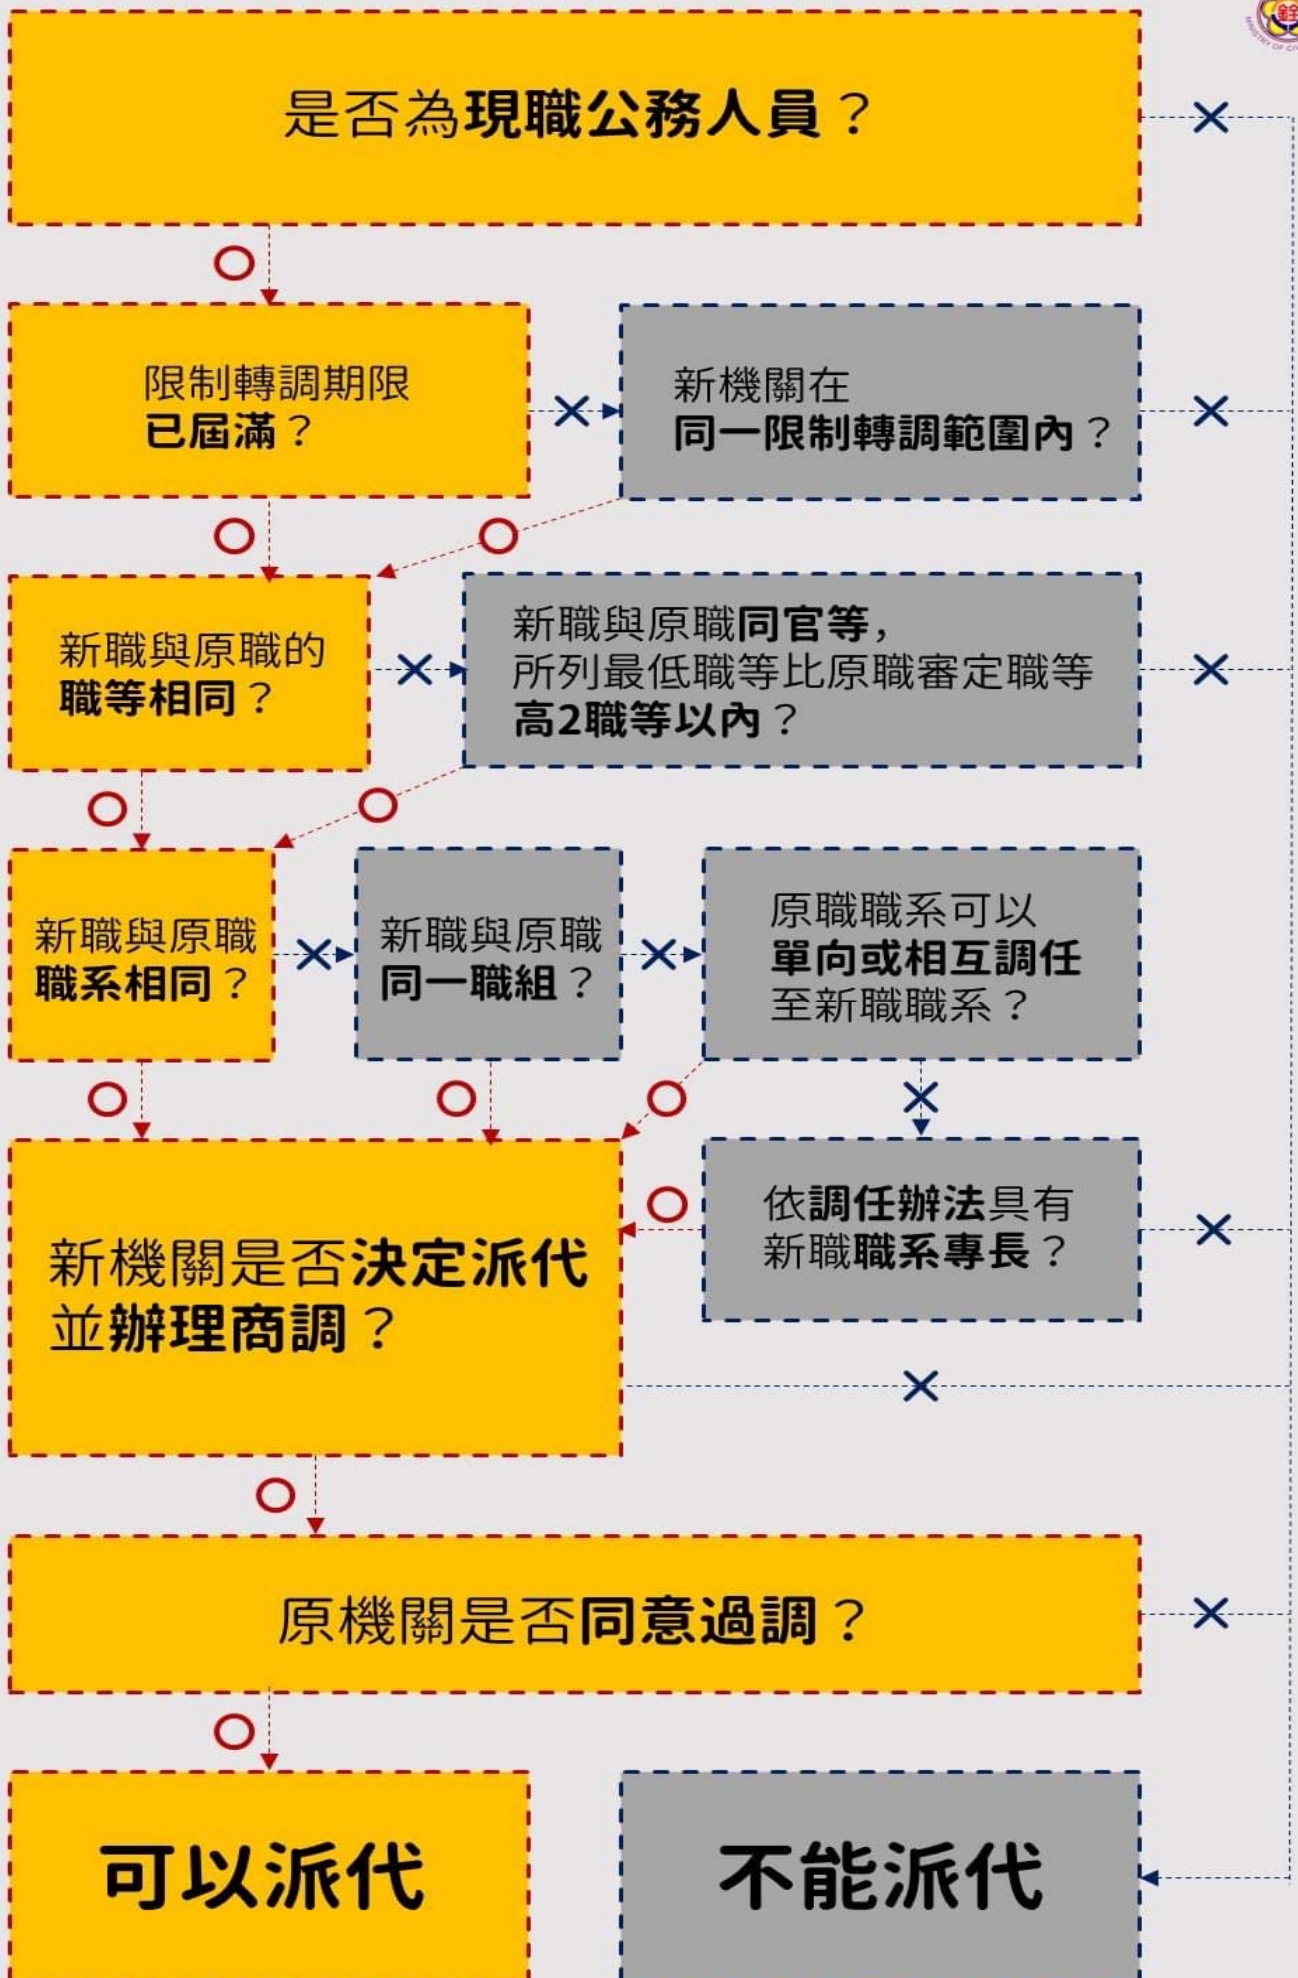 銓
MINISTRY OF CI
是否為現職公務人員？
限制轉調期限
已屆滿？
新機關在
同一限制轉調範圍內？
新職與原職的
職等相同？
新職與原職同官等，
所列最低職等比原職審定職等
高2職等以內？
新職與原職
職系相同？
新職與原職
同一職組？
原職職系可以
單向或相互調任
至新職職系？
新機關是否決定派代
並辦理商調？
依調任辦法具有
新職職系專長？
原機關是否同意過調？
可以派代
不能派代